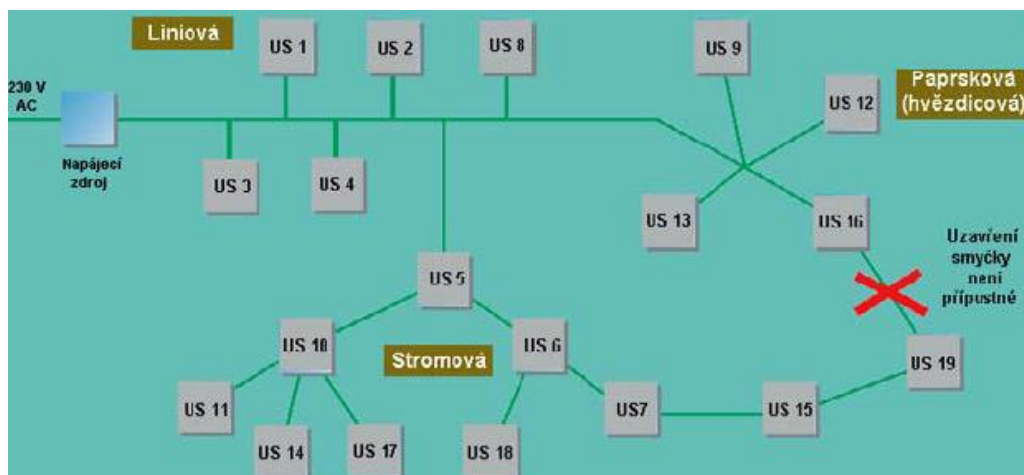 Liniová
US 1
US 2
US 8
US 9
230 V
AC
Napájecí
zdroj
US 3
US 4
US 12
Paprsková
(hvězdicová)
US 13
US 16
Uzavření
smyčky
není
přípustné
US 5
US 10
Stromová
US 6
US 19
US 11
US 14
US 17
US 18
US7
US 15